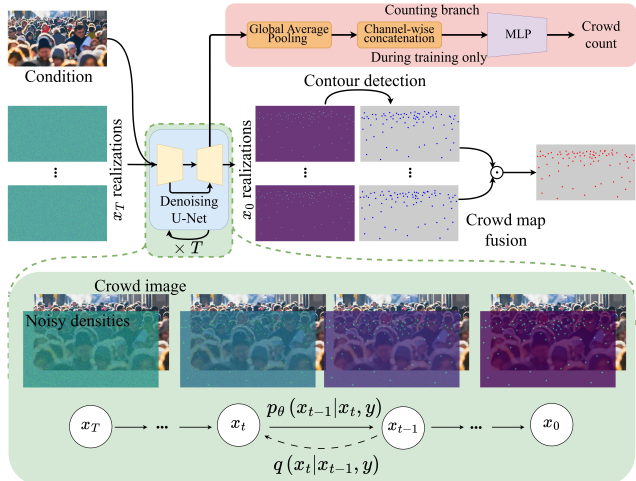 Counting branch
Global Average
Pooling
Channel-wise
concatenation
MLP
Crowd
count
During training only
Condition
Contour detection
...
...
...
x_T realizations
x_0 realizations
Denoising
U-Net
× T
Crowd map
fusion
Crowd image
Noisy densities
x_T
...
x_t
p_θ (x_{t−1}|x_t, y)
x_{t−1}
...
x_0
q (x_t|x_{t−1}, y)